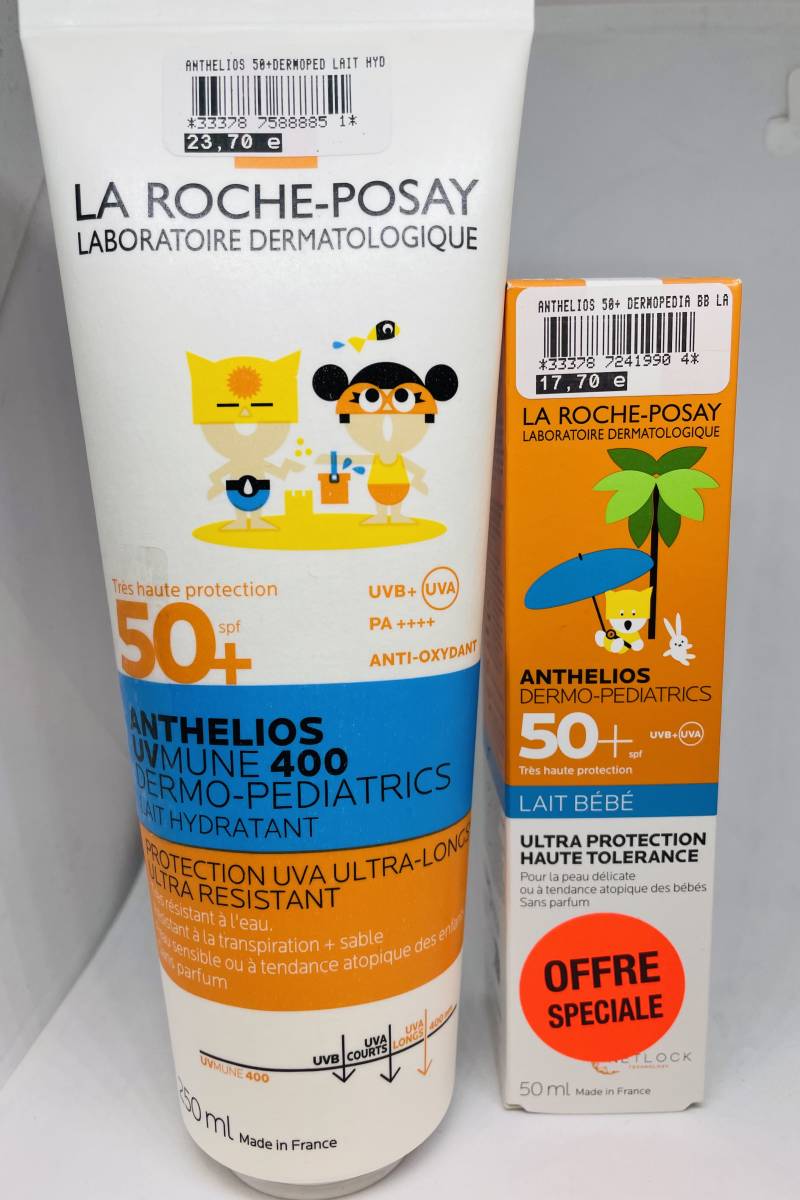 ANTHELIOS 50+DERMOPED LAIT HYD
*33378 7588885 1*
23,70 e
LA ROCHE-POSAY
LABORATOIRE DERMATOLOGIQUE
Très haute protection
50+
spf
UVB+ UVA
PA ++++
ANTI-OXYDANT
ANTHELIOS
UVMUNE 400
DERMO-PEDIATRICS
LAIT HYDRATANT
PROTECTION UVA ULTRA-LONGS
ULTRA RESISTANT
résistant à l'eau.
à la transpiration + sable
sensible ou à tendance atopique des
parfum
UVMUNE 400
UVB
UVA
COURTS
UVA
LONGS
400
250 ml Made in France
ANTHELIOS 50+ DERMOPEDIA BB LA
*33378 7241990 4*
17,70 e
LA ROCHE-POSAY
LABORATOIRE DERMATOLOGIQUE
ANTHELIOS
DERMO-PEDIATRICS
50+
spf
UVB+UVA
Très haute protection
LAIT BÉBÉ
ULTRA PROTECTION
HAUTE TOLERANCE
Pour la peau délicate
ou à tendance atopique des bébés
Sans parfum
OFFRE
SPECIALE
TECHNOLOGY
50 ml Made in France